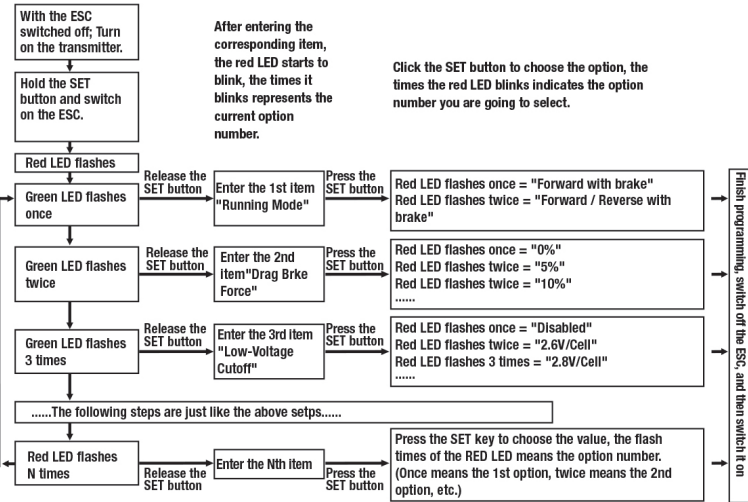 With the ESC
switched off; Turn
on the transmitter.
After entering the
corresponding item,
the red LED starts to
blink, the times it
blinks represents the
current option
number.
Click the SET button to choose the option, the
times the red LED blinks indicates the option
number you are going to select.
Hold the SET
button and switch
on the ESC.
Red LED flashes
Green LED flashes
once
Release the
SET button
Enter the 1st item
"Running Mode"
Press the
SET button
Red LED flashes once = "Forward with brake"
Red LED flashes twice = "Forward / Reverse with
brake"
Green LED flashes
twice
Release the
SET button
Enter the 2nd
item"Drag Brke
Force"
Press the
SET button
Red LED flashes once = "0%"
Red LED flashes twice = "5%"
Red LED flashes twice = "10%"
......
Green LED flashes
3 times
Release the
SET button
Enter the 3rd item
"Low-Voltage
Cutoff"
Press the
SET button
Red LED flashes once = "Disabled"
Red LED flashes twice = "2.6V/Cell"
Red LED flashes 3 times = "2.8V/Cell"
......
......The following steps are just like the above setps......
Red LED flashes
N times
Release the
SET button
Enter the Nth item
Press the
SET button
Press the SET key to choose the value, the flash
times of the RED LED means the option number.
(Once means the 1st option, twice means the 2nd
option, etc.)
Finish programming, switch off the ESC, and then switch it on